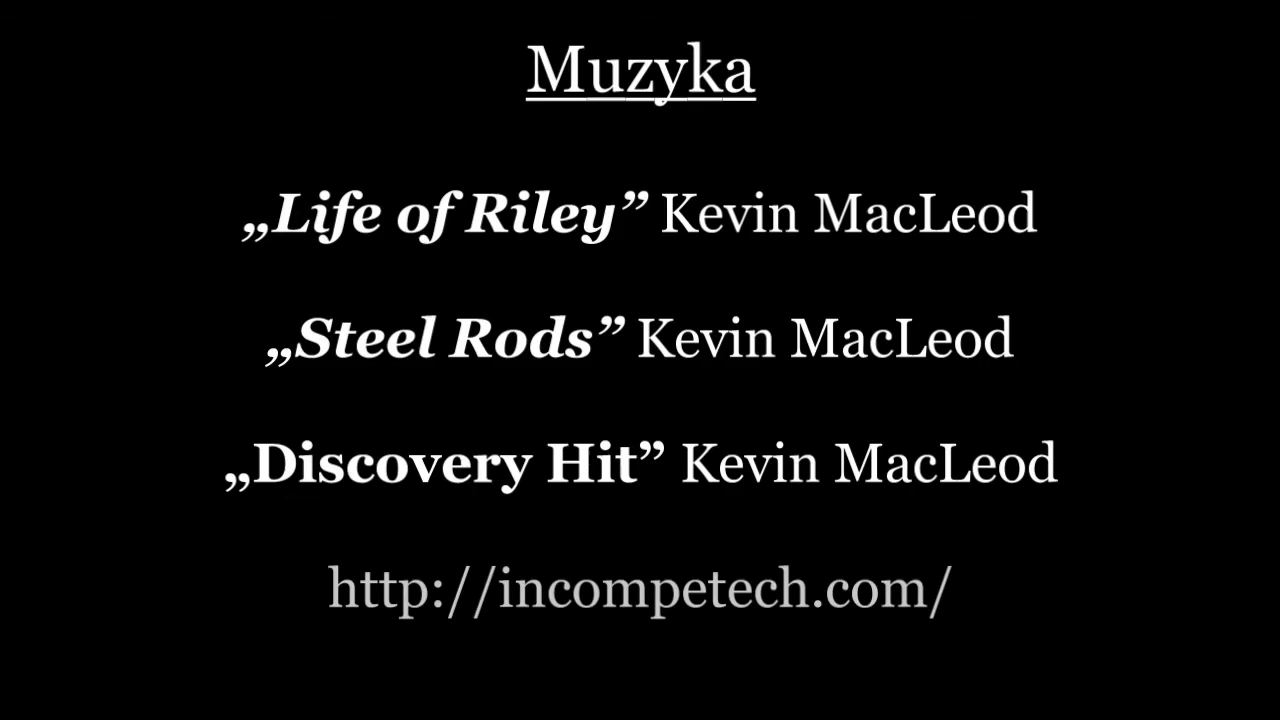 Muzyka
„Life of Riley” Kevin MacLeod
„Steel Rods” Kevin MacLeod
„Discovery Hit” Kevin MacLeod
http://incompetech.com/